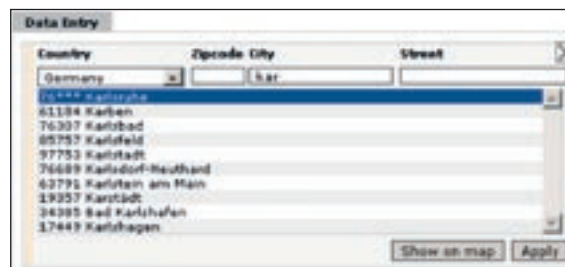 Data Entry
Country Zipcode City Street
Germany kar
76*** Karlsruhe
61184 Karben
76307 Karlsbad
85757 Karlsfeld
97753 Karlstadt
76689 Karlsdorf-Neuthard
63791 Karlstein am Main
19357 Karstädt
34385 Bad Karlshafen
17449 Karlshagen
Show on map Apply